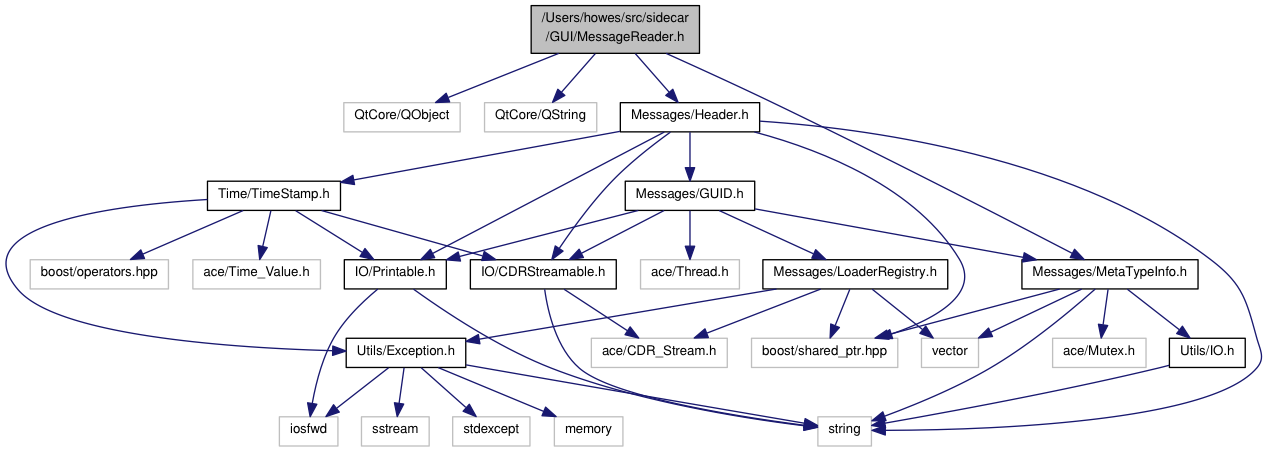 /Users/howes/src/sidecar
/GUI/MessageReader.h
QtCore/QObject
QtCore/QString
Messages/Header.h
Time/TimeStamp.h
Messages/GUID.h
boost/operators.hpp
ace/Time_Value.h
IO/Printable.h
IO/CDRStreamable.h
ace/Thread.h
Messages/LoaderRegistry.h
Messages/MetaTypeInfo.h
Utils/Exception.h
ace/CDR_Stream.h
boost/shared_ptr.hpp
vector
ace/Mutex.h
Utils/IO.h
iosfwd
sstream
stdexcept
memory
string